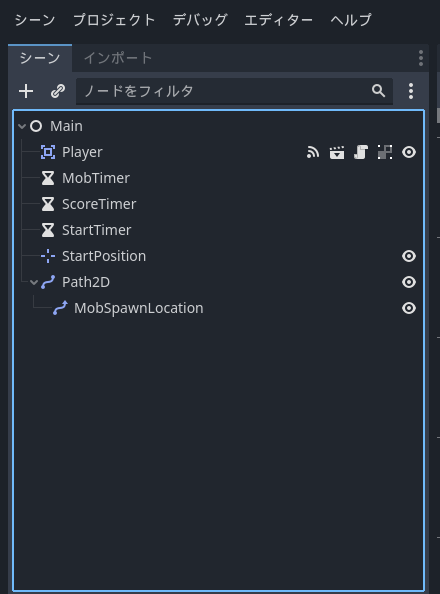 シーン プロジェクト デバッグ エディター ヘルプ
シーン インポート
ノードをフィルタ
Main
Player
MobTimer
ScoreTimer
StartTimer
StartPosition
Path2D
MobSpawnLocation